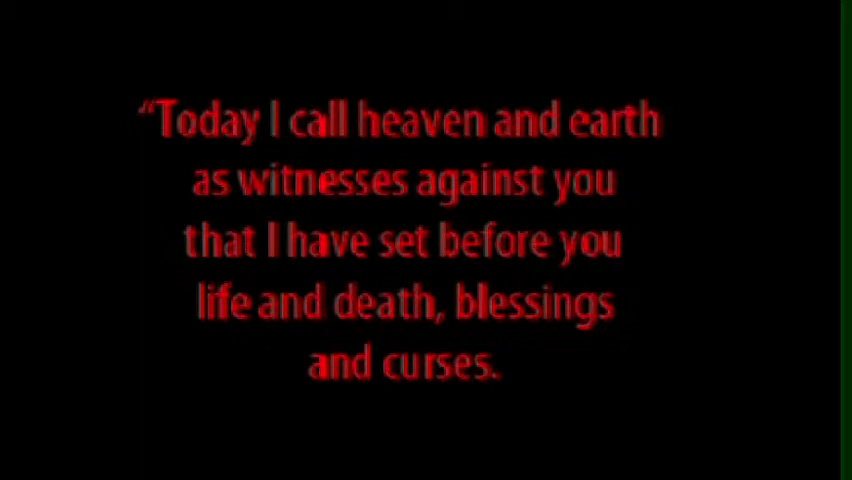 “Today I call heaven and earth
as witnesses against you
that I have set before you
life and death, blessings
and curses.